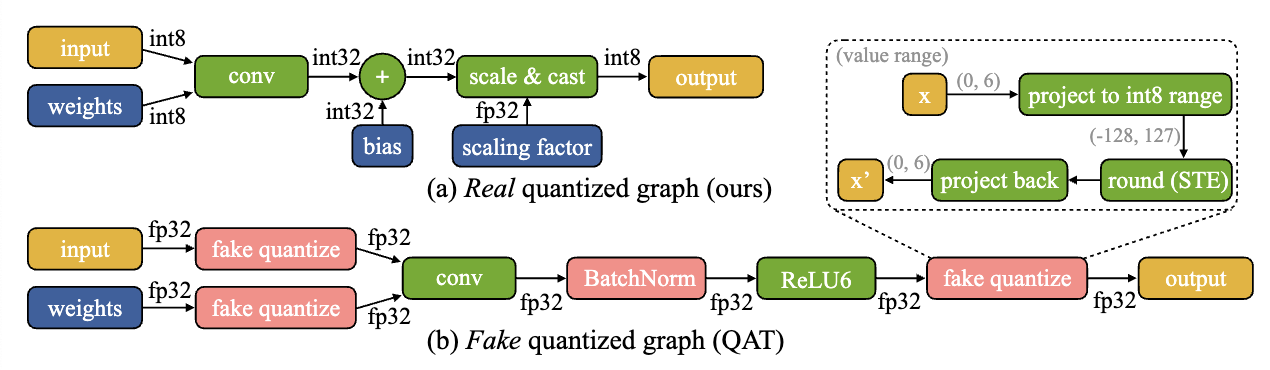 input
int8
weights
int8
conv
int32
+
int32
int32
bias
scale & cast
fp32
scaling factor
int8
output
(a) Real quantized graph (ours)
(value range)
x
(0, 6)
project to int8 range
(-128, 127)
round (STE)
project back
(0, 6)
x’
input
fp32
fake quantize
fp32
weights
fp32
fake quantize
fp32
conv
fp32
BatchNorm
fp32
ReLU6
fp32
fake quantize
fp32
output
(b) Fake quantized graph (QAT)